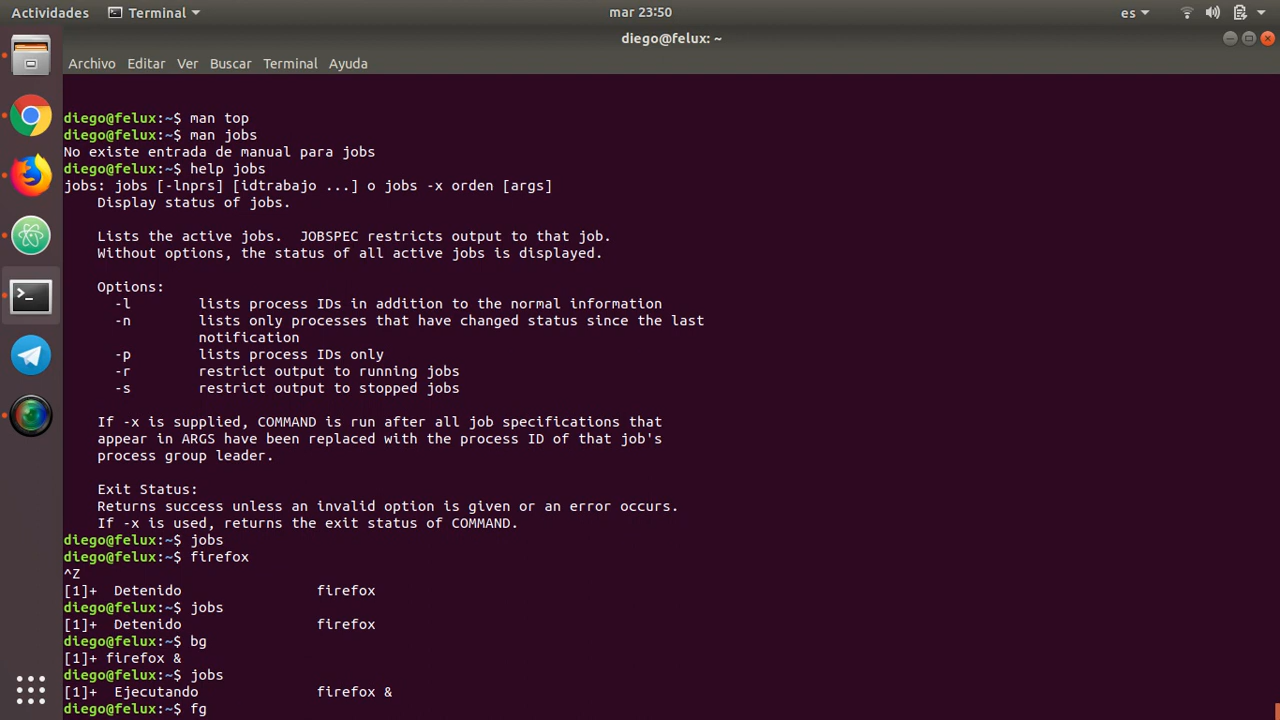 Actividades
Terminal
mar 23:50
es
diego@felux: ~
Archivo Editar Ver Buscar Terminal Ayuda
diego@felux:~$ man top
diego@felux:~$ man jobs
No existe entrada de manual para jobs
diego@felux:~$ help jobs
jobs: jobs [-lnprs] [idtrabajo ...] o jobs -x orden [args]
Display status of jobs.
Lists the active jobs.  JOBSPEC restricts output to that job.
Without options, the status of all active jobs is displayed.
Options:
-l        lists process IDs in addition to the normal information
-n        lists only processes that have changed status since the last
notification
-p        lists process IDs only
-r        restrict output to running jobs
-s        restrict output to stopped jobs
If -x is supplied, COMMAND is run after all job specifications that
appear in ARGS have been replaced with the process ID of that job's
process group leader.
Exit Status:
Returns success unless an invalid option is given or an error occurs.
If -x is used, returns the exit status of COMMAND.
diego@felux:~$ jobs
diego@felux:~$ firefox
^Z
[1]+  Detenido                firefox
diego@felux:~$ jobs
[1]+  Detenido                firefox
diego@felux:~$ bg
[1]+ firefox &
diego@felux:~$ jobs
[1]+  Ejecutando              firefox &
diego@felux:~$ fg